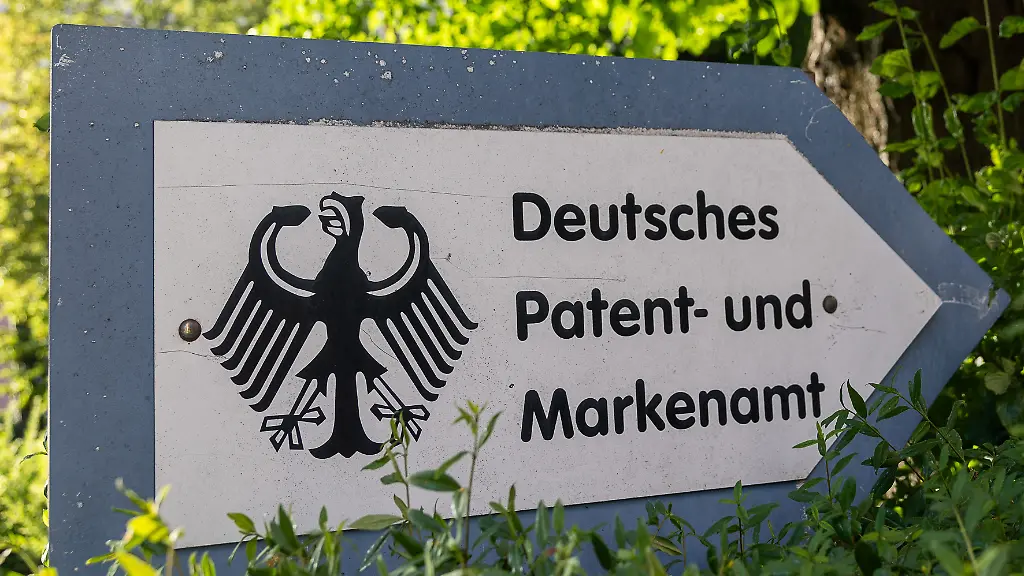 Deutsches
Patent- und
Markenamt